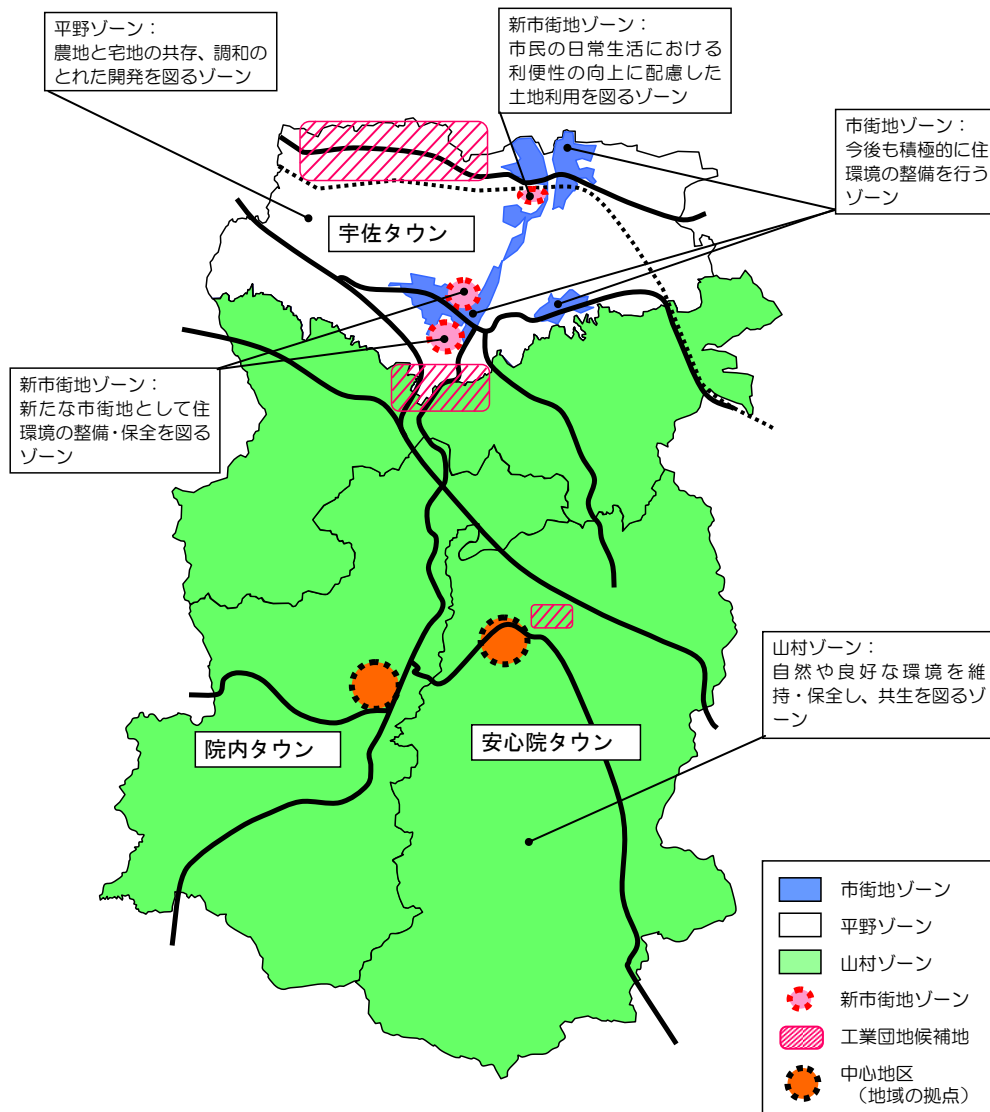 平野ゾーン：
農地と宅地の共存、調和の
とれた開発を図るゾーン
新市街地ゾーン：
市民の日常生活における
利便性の向上に配慮した
土地利用を図るゾーン
市街地ゾーン：
今後も積極的に住
環境の整備を行う
ゾーン
宇佐タウン
新市街地ゾーン：
新たな市街地として住
環境の整備・保全を図る
ゾーン
山村ゾーン：
自然や良好な環境を維
持・保全し、共生を図るゾ
ーン
院内タウン
安心院タウン
市街地ゾーン
平野ゾーン
山村ゾーン
新市街地ゾーン
工業団地候補地
中心地区
（地域の拠点）